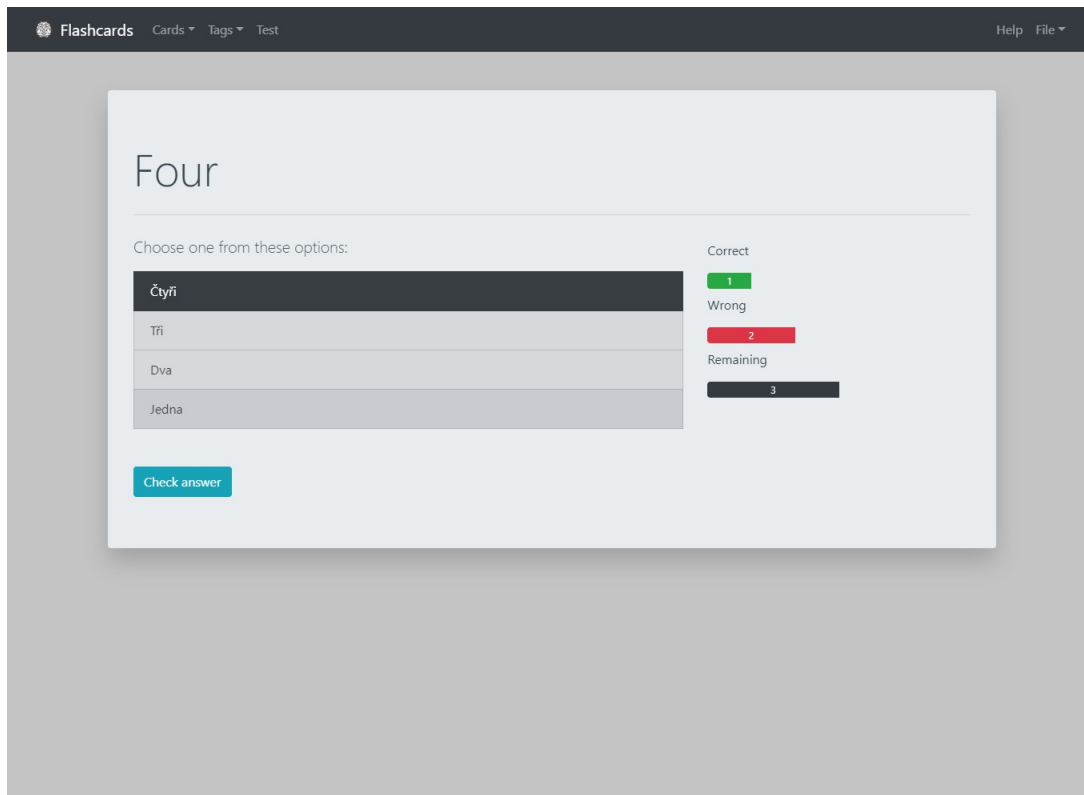 Flashcards Cards Tags Test Help File
Four
Choose one from these options:
Čtyři
Tři
Dva
Jedna
Check answer
Correct
1
Wrong
2
Remaining
3